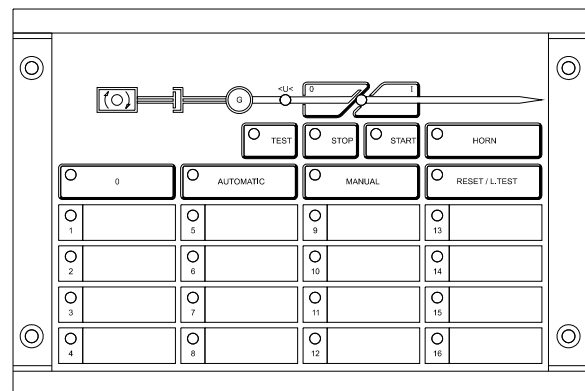 <U< 0 I
G
TEST STOP START HORN
0 AUTOMATIC MANUAL RESET / L.TEST
1 5 9 13
2 6 10 14
3 7 11 15
4 8 12 16